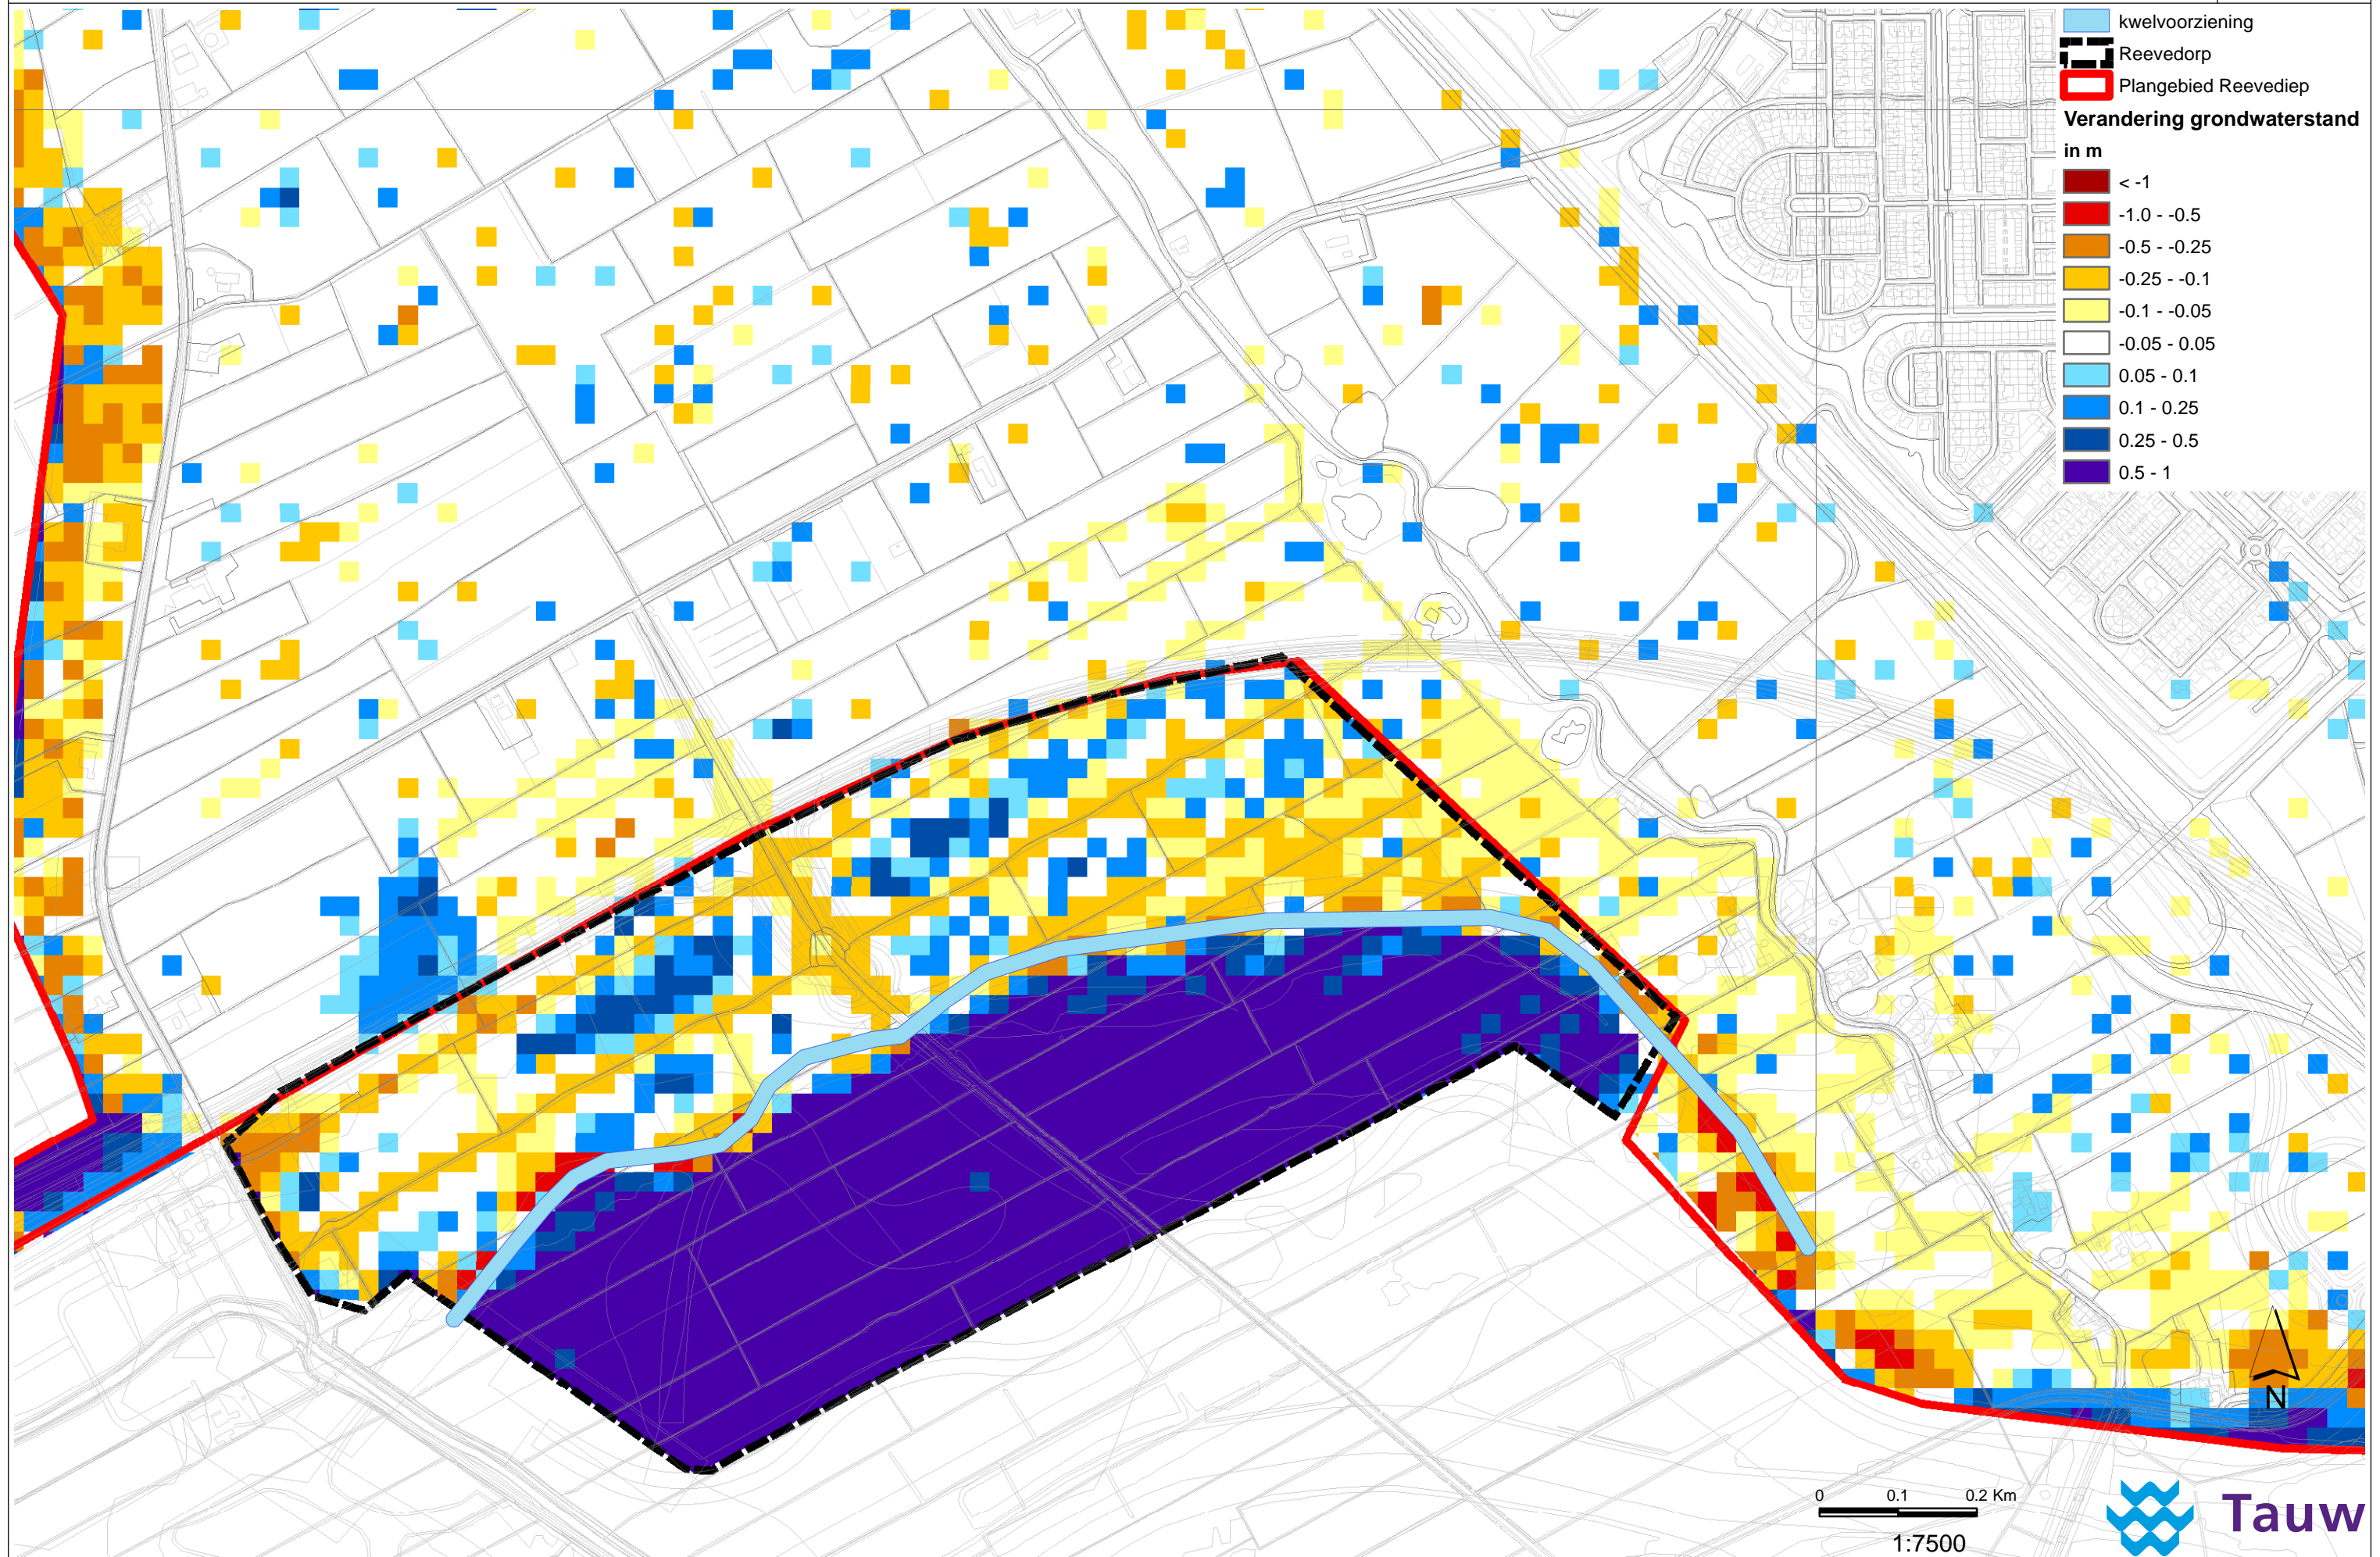 kwelvoorziening
Reevedorp
Plangebied Reevediep
Verandering grondwaterstand
in m
< -1
-1.0 - -0.5
-0.5 - -0.25
-0.25 - -0.1
-0.1 - -0.05
-0.05 - 0.05
0.05 - 0.1
0.1 - 0.25
0.25 - 0.5
0.5 - 1
N
0 0.1 0.2 Km
1:7500
Tauw